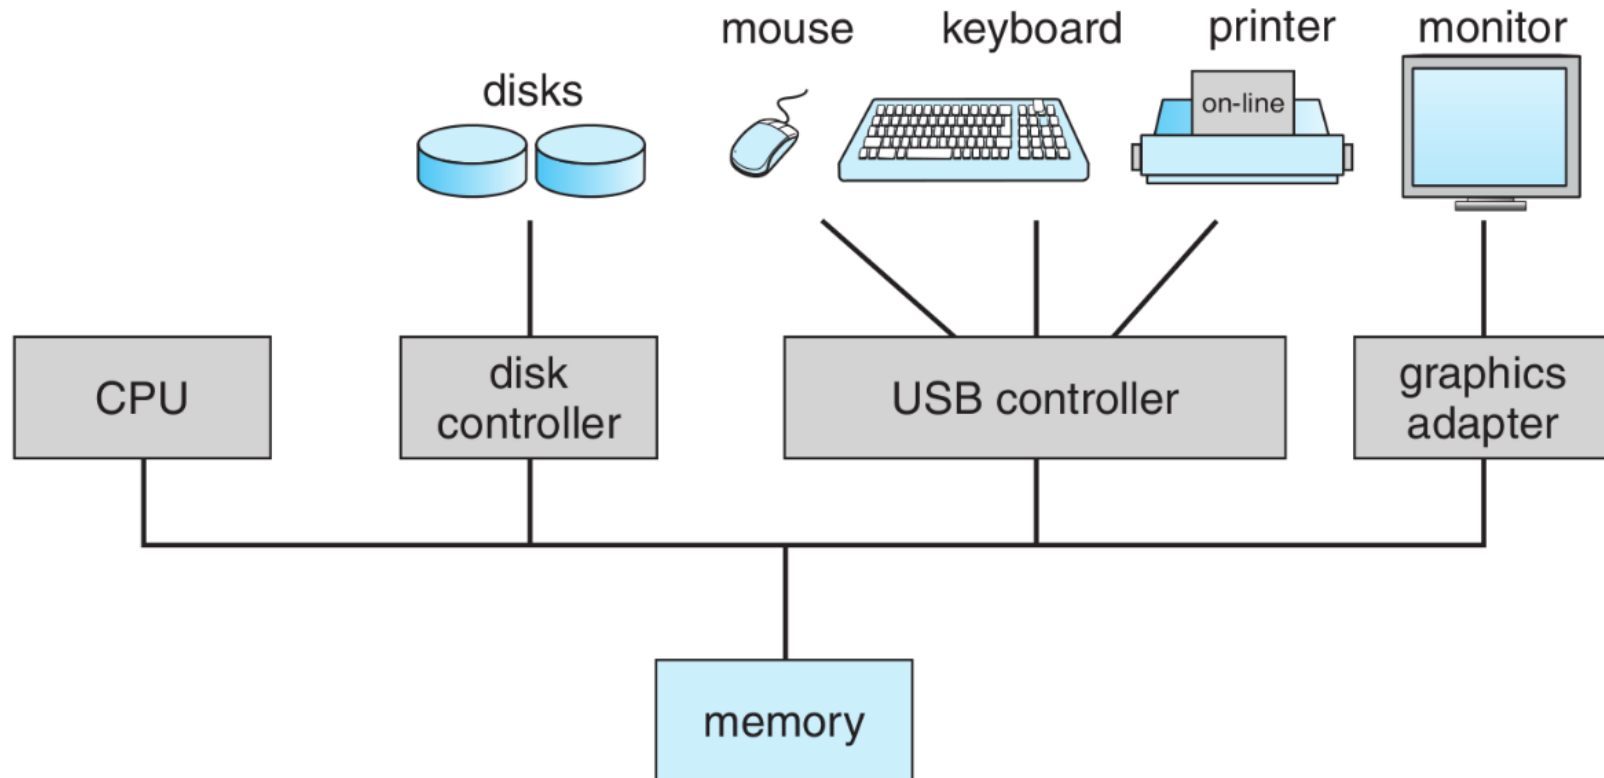 mouse
keyboard
printer
monitor
disks
on-line
CPU
disk
controller
USB controller
graphics
adapter
memory